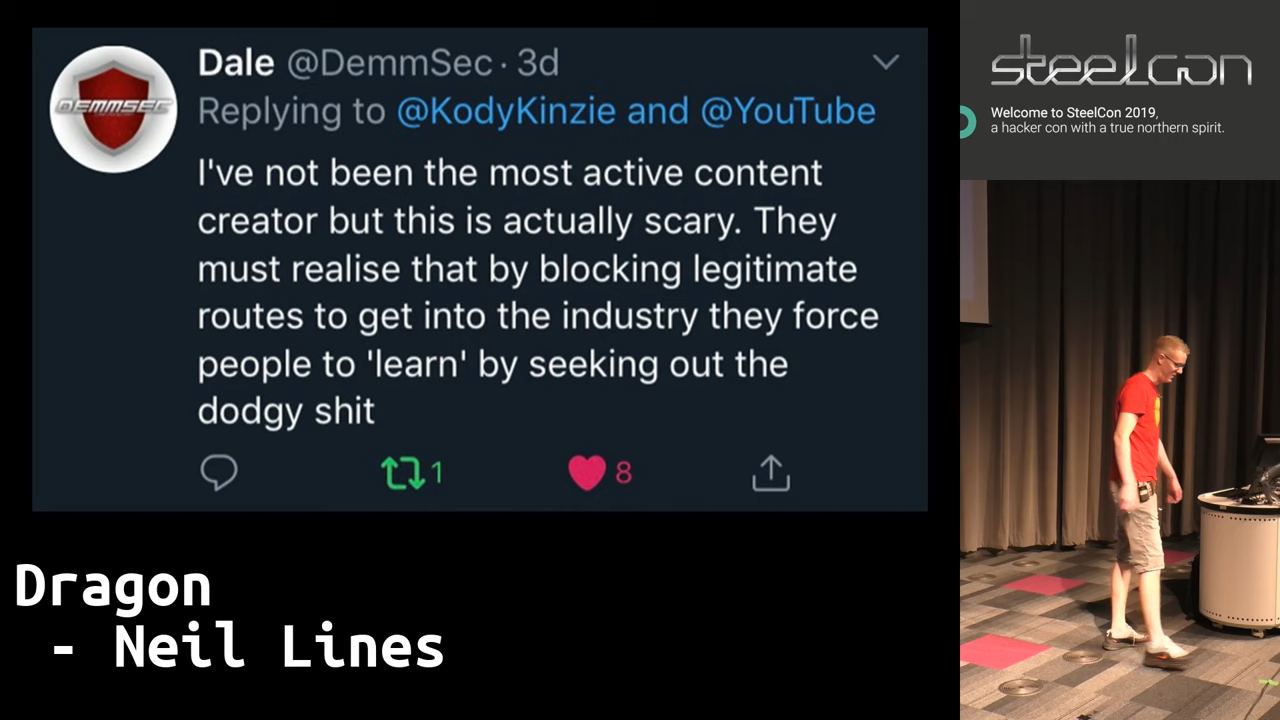 Dale @DemmSec · 3d
Replying to @KodyKinzie and @YouTube
I've not been the most active content
creator but this is actually scary. They
must realise that by blocking legitimate
routes to get into the industry they force
people to 'learn' by seeking out the
dodgy shit
1
8
DEMMSEC
Dragon
- Neil Lines
steelcon
Welcome to SteelCon 2019,
a hacker con with a true northern spirit.